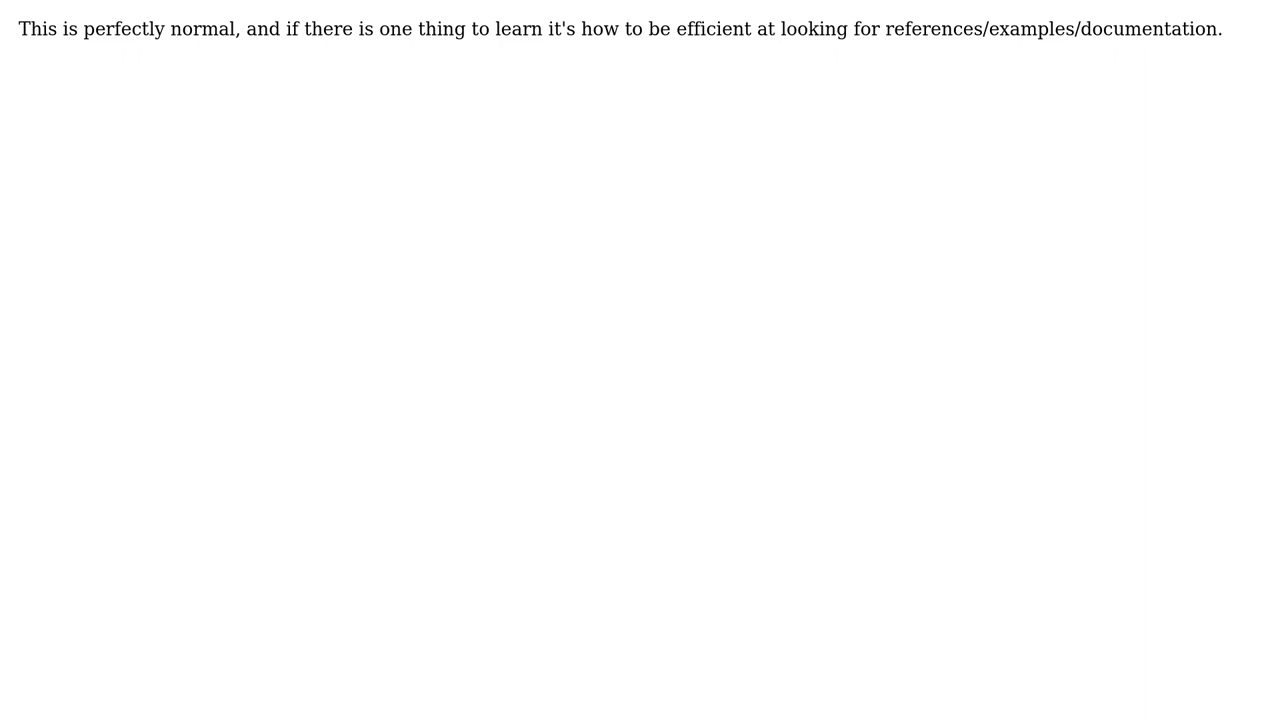 This is perfectly normal, and if there is one thing to learn it's how to be efficient at looking for references/examples/documentation.